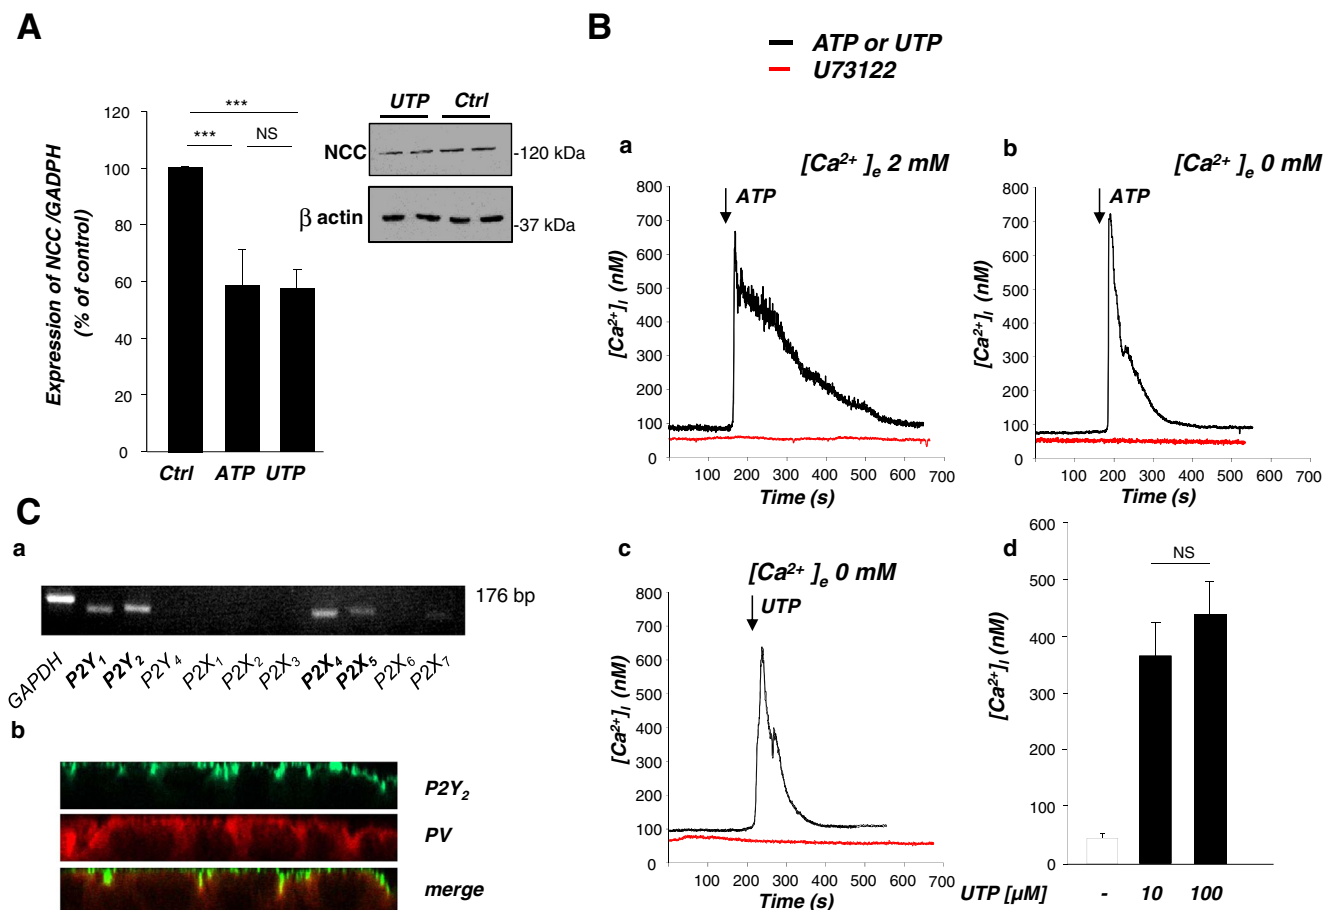 A
Expression of NCC /GADPH
(% of control)
120
100
80
60
40
20
0
***
***
NS
Ctrl ATP UTP
UTP Ctrl
NCC
-120 kDa
β actin
-37 kDa
B
ATP or UTP
U73122
a
[Ca²⁺ ]ₑ 2 mM
ATP
[Ca²⁺]ᵢ (nM)
800
700
600
500
400
300
200
100
0
100 200 300 400 500 600 700
Time (s)
b
[Ca²⁺ ]ₑ 0 mM
ATP
[Ca²⁺]ᵢ (nM)
800
700
600
500
400
300
200
100
0
100 200 300 400 500 600 700
Time (s)
c
[Ca²⁺ ]ₑ 0 mM
UTP
[Ca²⁺]ᵢ (nM)
800
700
600
500
400
300
200
100
0
100 200 300 400 500 600 700
Time (s)
d
[Ca²⁺]ᵢ (nM)
600
500
400
300
200
100
0
NS
UTP [µM] - 10 100
C
a
176 bp
GAPDH P2Y₁ P2Y₂ P2Y₄ P2X₁ P2X₂ P2X₃ P2X₄ P2X₅ P2X₆ P2X₇
b
P2Y₂
PV
merge